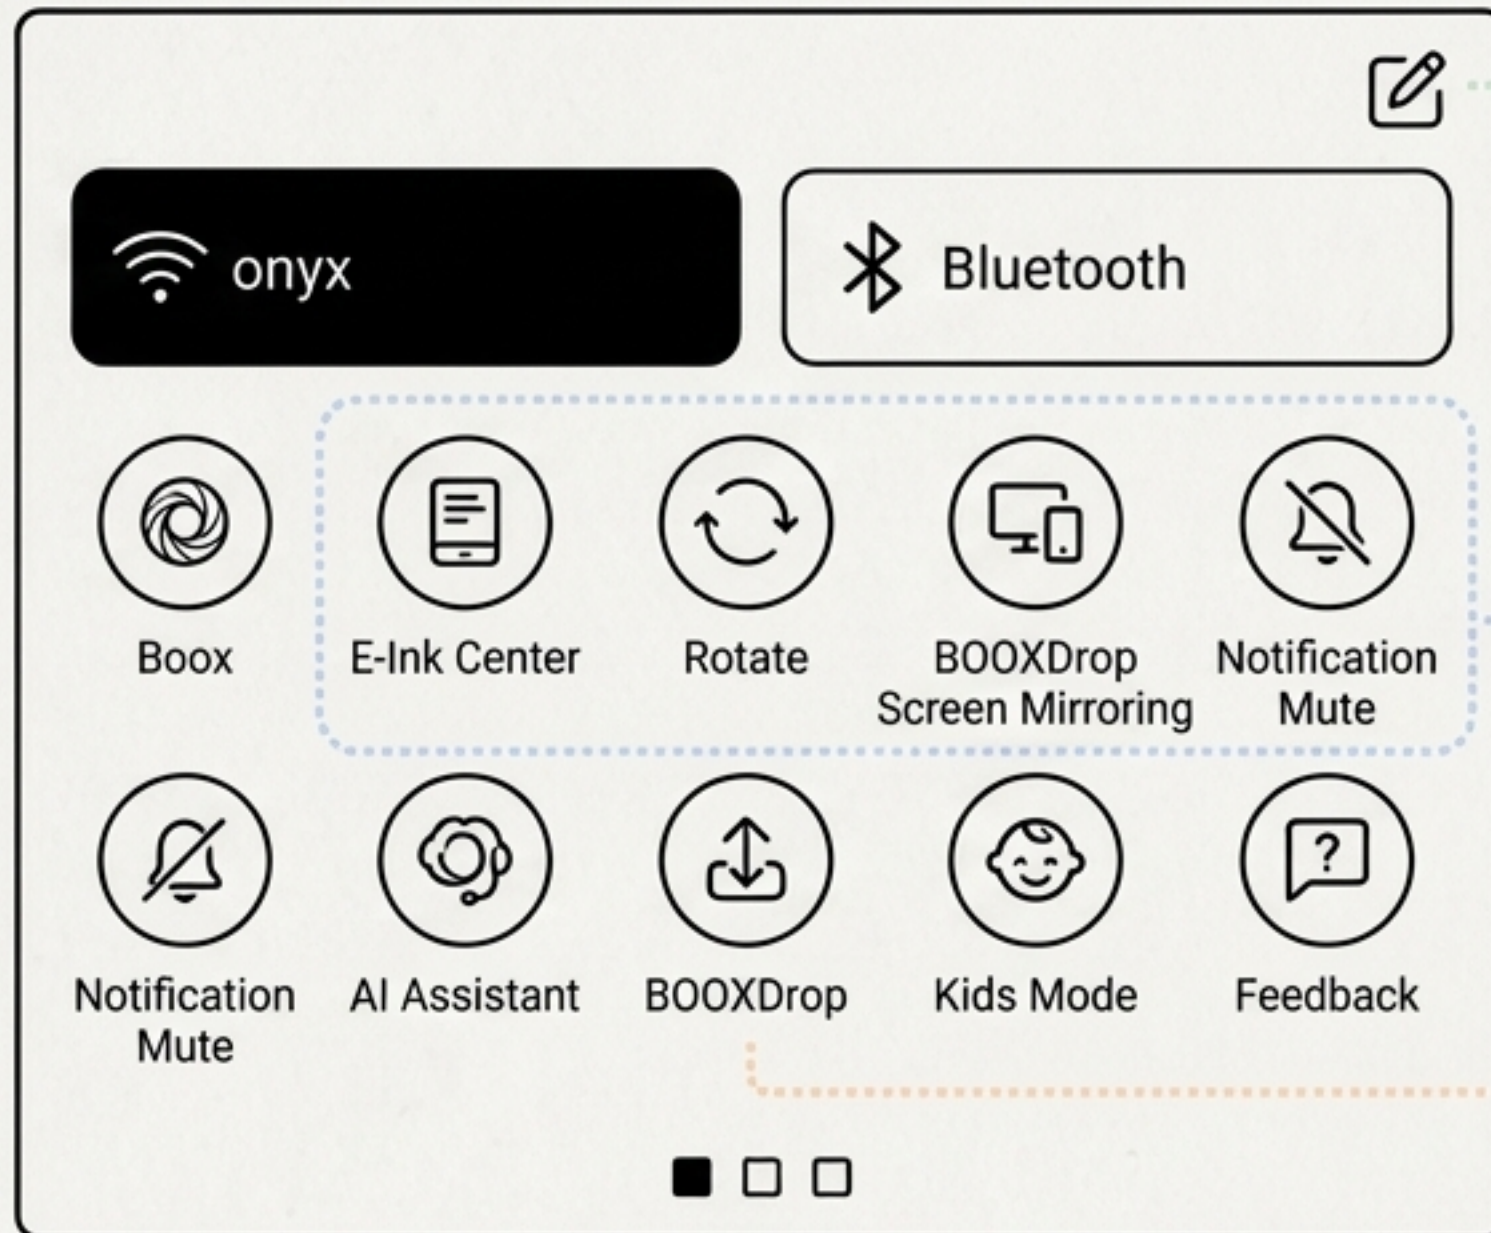 onyx
Bluetooth
Boox
E-Ink Center
Rotate
BOOXDrop
Screen Mirroring
Notification
Mute
Notification
Mute
AI Assistant
BOOXDrop
Kids Mode
?
Feedback